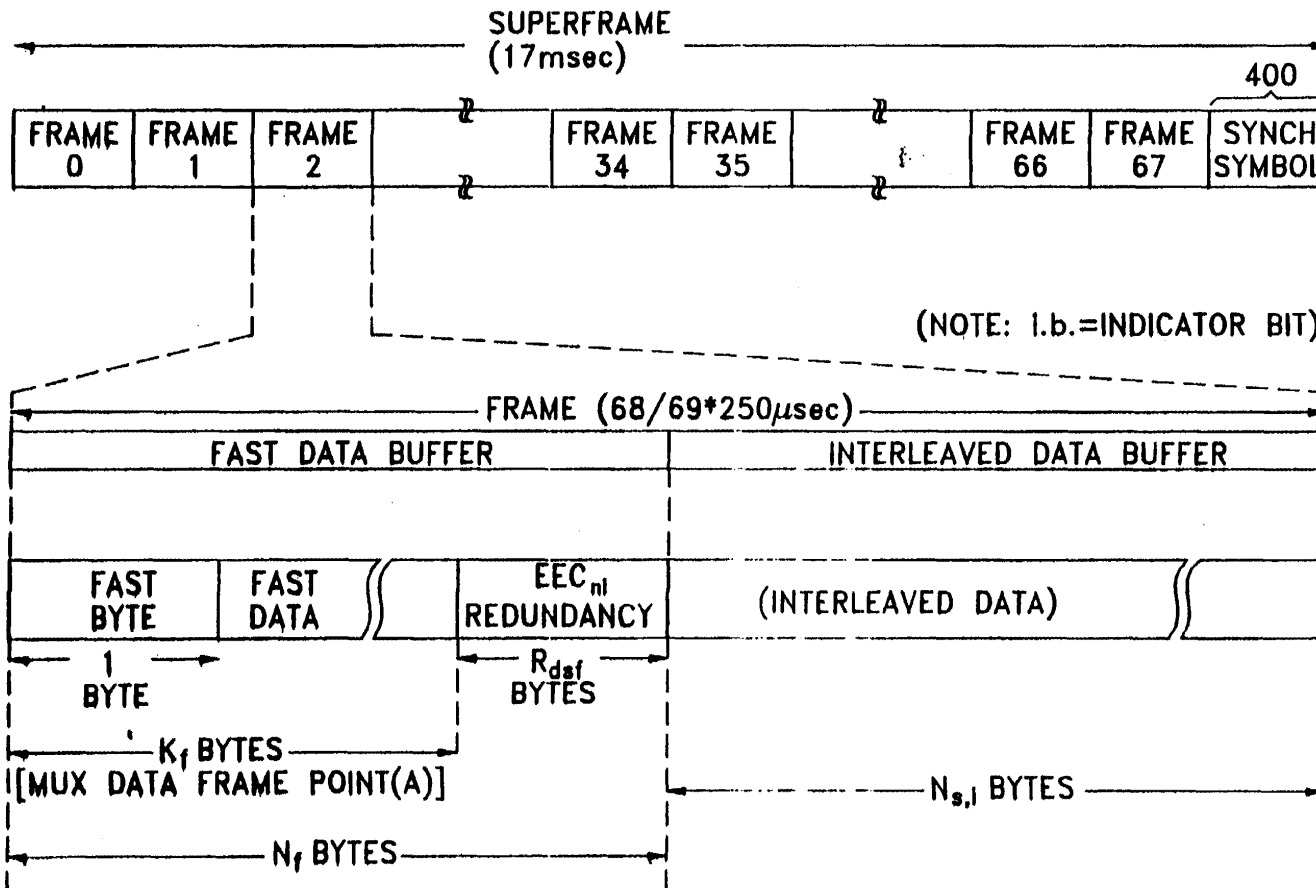 SUPERFRAME
(17msec)
400
FRAME 0
FRAME 1
FRAME 2
FRAME 34
FRAME 35
FRAME 66
FRAME 67
SYNCH SYMBOL
(NOTE: I.b.=INDICATOR BIT)
FRAME (68/69*250μsec)
FAST DATA BUFFER
INTERLEAVED DATA BUFFER
FAST BYTE
FAST DATA
EEC_nl REDUNDANCY
(INTERLEAVED DATA)
1 BYTE
R_dsf BYTES
K_f BYTES
[MUX DATA FRAME POINT(A)]
N_s,i BYTES
N_f BYTES